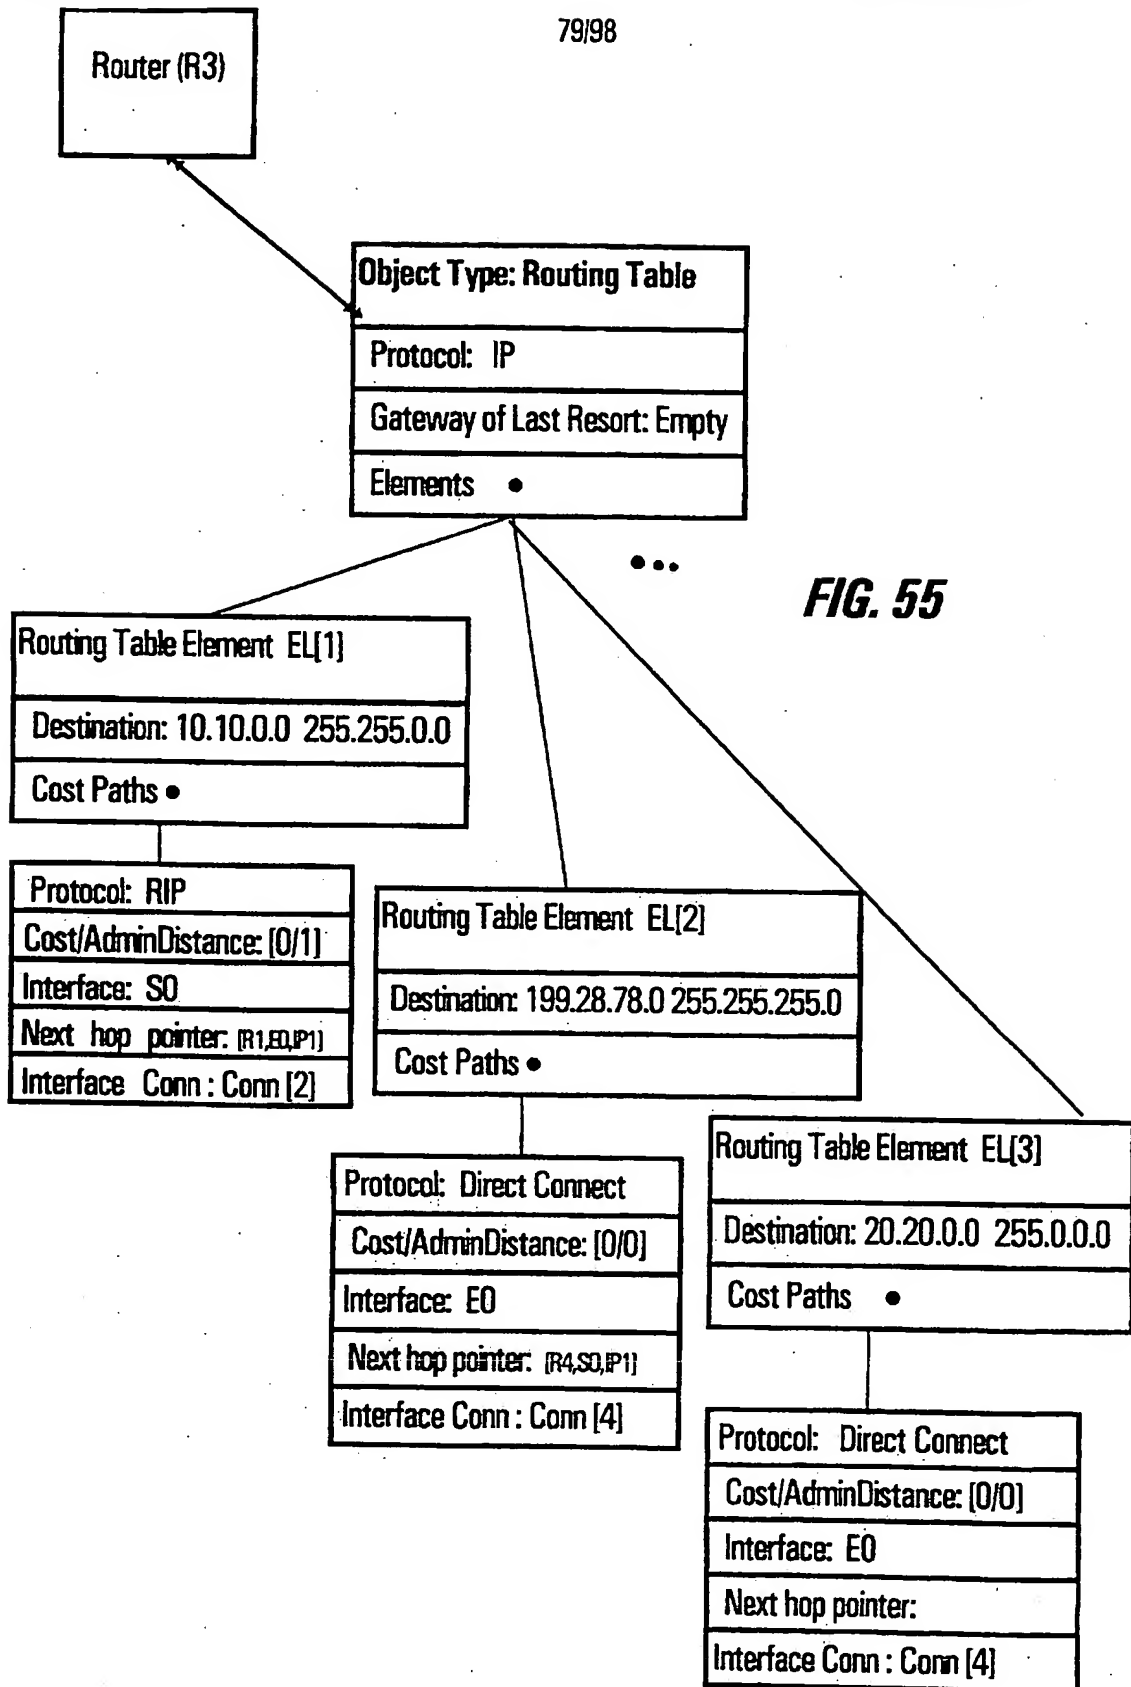 79/98
Router (R3)
Object Type: Routing Table
Protocol: IP
Gateway of Last Resort: Empty
Elements •
•••
FIG. 55
Routing Table Element EL[1]
Destination: 10.10.0.0 255.255.0.0
Cost Paths •
Protocol: RIP
Cost/AdminDistance: [0/1]
Interface: S0
Next hop pointer: [R1,E0,IP1]
Interface Conn : Conn [2]
Routing Table Element EL[2]
Destination: 199.28.78.0 255.255.255.0
Cost Paths •
Protocol: Direct Connect
Cost/AdminDistance: [0/0]
Interface: E0
Next hop pointer: [R4,S0,IP1]
Interface Conn : Conn [4]
Routing Table Element EL[3]
Destination: 20.20.0.0 255.0.0.0
Cost Paths •
Protocol: Direct Connect
Cost/AdminDistance: [0/0]
Interface: E0
Next hop pointer:
Interface Conn : Conn [4]